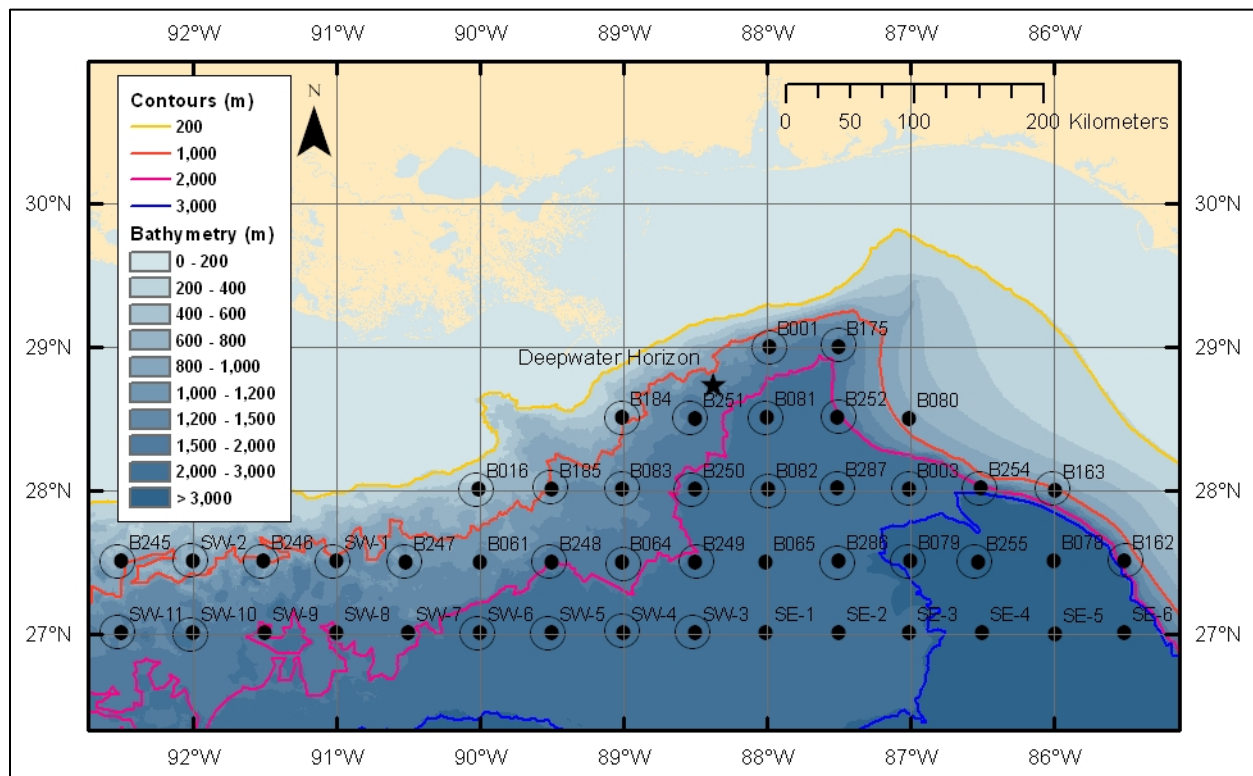 92°W 91°W 90°W 89°W 88°W 87°W 86°W
Contours (m)
200
1,000
2,000
3,000
Bathymetry (m)
0 - 200
200 - 400
400 - 600
600 - 800
800 - 1,000
1,000 - 1,200
1,200 - 1,500
1,500 - 2,000
2,000 - 3,000
> 3,000
N
0 50 100 200 Kilometers
30°N 30°N
B001 B175
29°N 29°N
Deepwater Horizon
B184 B251 B081 B252 B080
B016 B185 B083 B250 B082 B287 B003 B254 B163
28°N 28°N
B245 SW-2 B246 SW-1 B247 B061 B248 B064 B249 B065 B286 B079 B255 B078 B162
SW-11 SW-10 SW-9 SW-8 SW-7 SW-6 SW-5 SW-4 SW-3 SE-1 SE-2 SE-3 SE-4 SE-5 SE-6
27°N 27°N
92°W 91°W 90°W 89°W 88°W 87°W 86°W